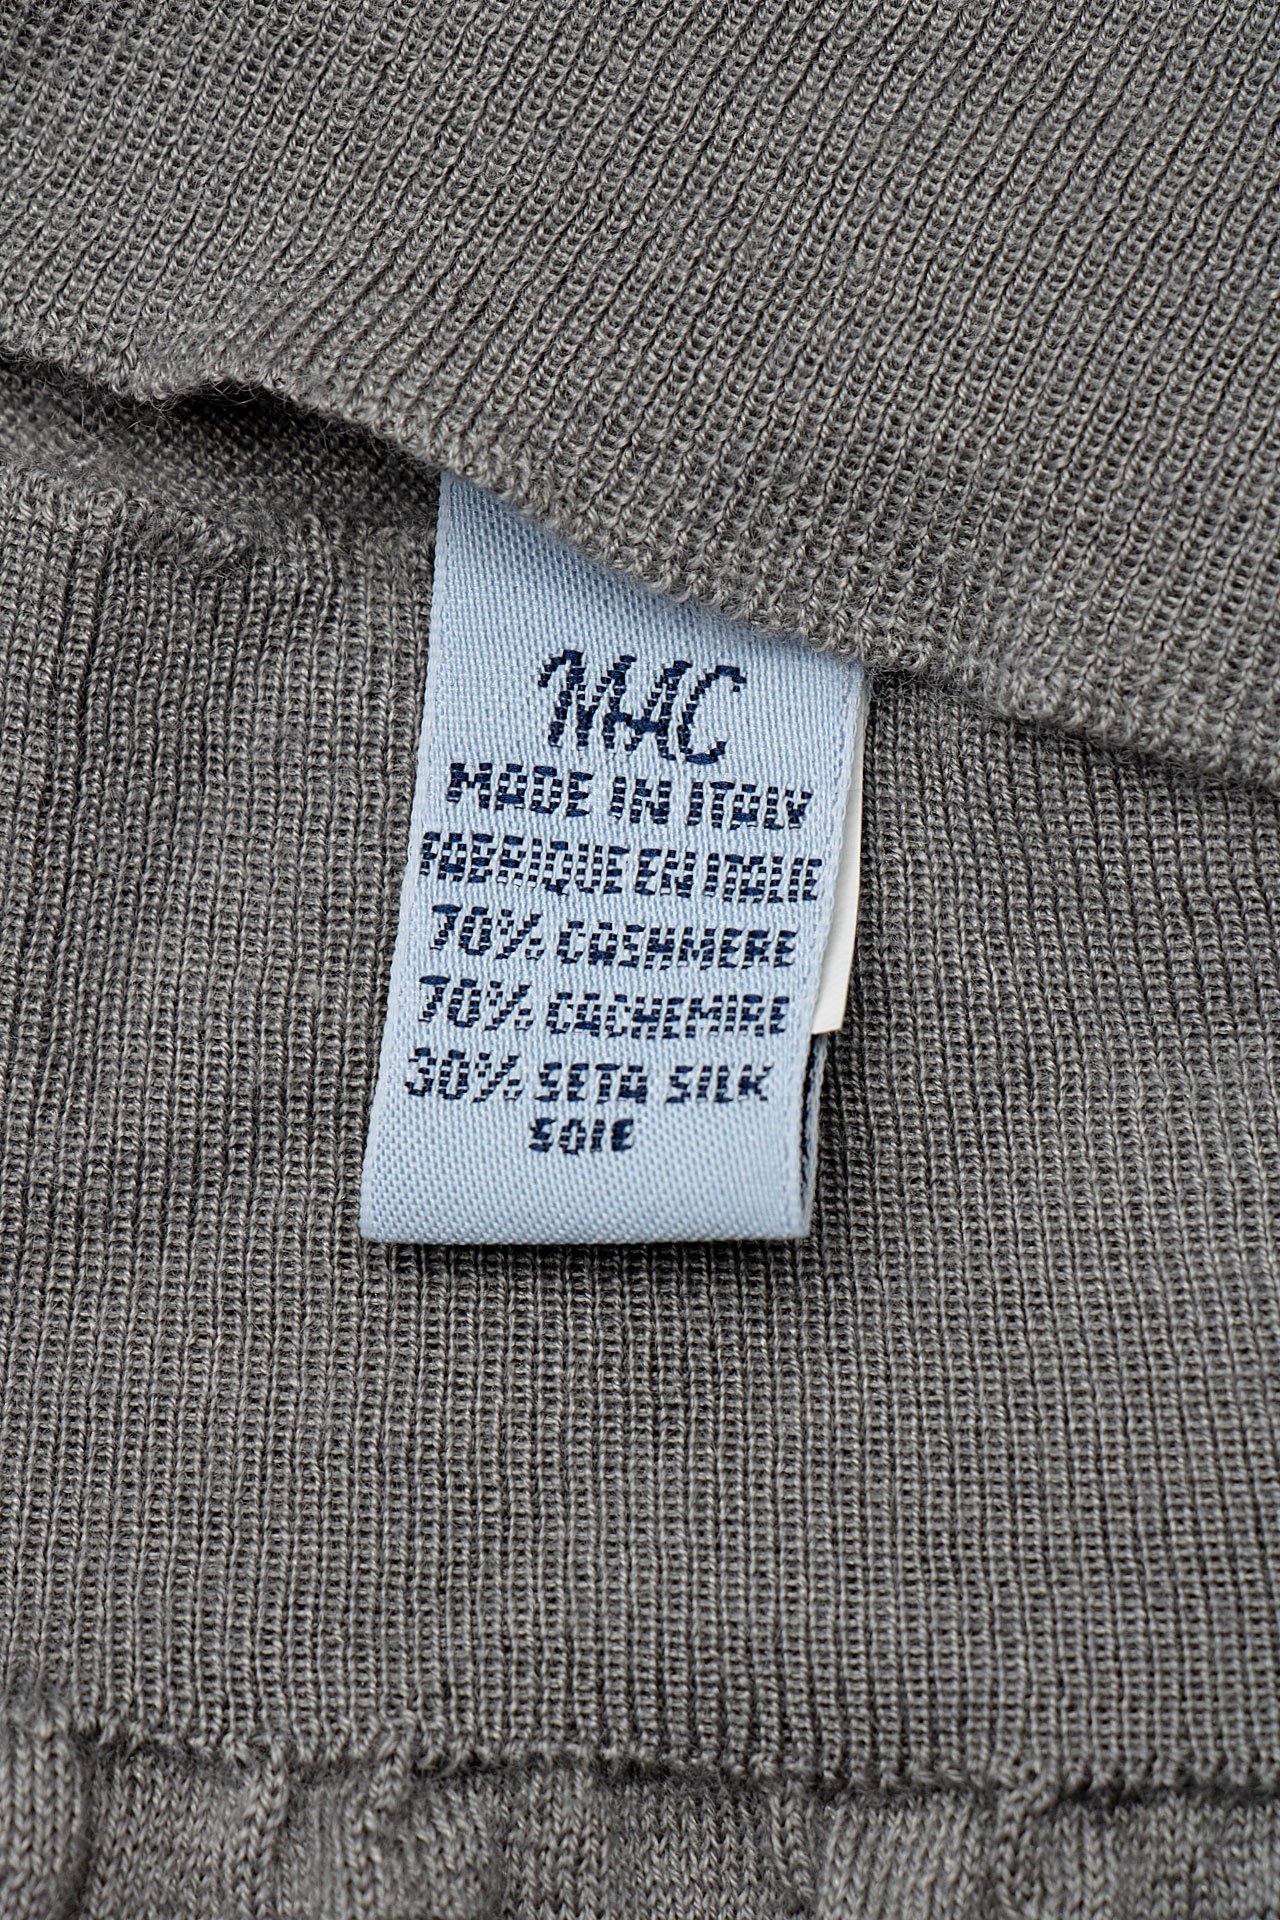 MAC
MADE IN ITALY
FABRIQUE EN ITALIE
70% CASHMERE
70% CACHEMIRE
30% SETA SILK
SOIE